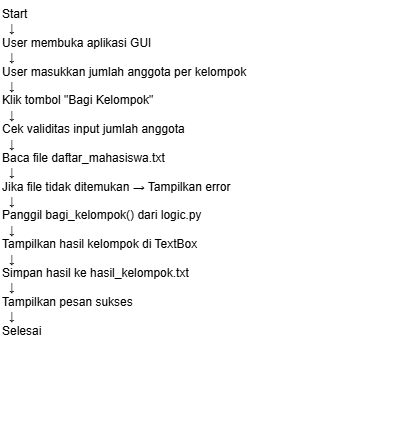 Start
↓
User membuka aplikasi GUI
↓
User masukkan jumlah anggota per kelompok
↓
Klik tombol "Bagi Kelompok"
↓
Cek validitas input jumlah anggota
↓
Baca file daftar_mahasiswa.txt
↓
Jika file tidak ditemukan → Tampilkan error
↓
Panggil bagi_kelompok() dari logic.py
↓
Tampilkan hasil kelompok di TextBox
↓
Simpan hasil ke hasil_kelompok.txt
↓
Tampilkan pesan sukses
↓
Selesai